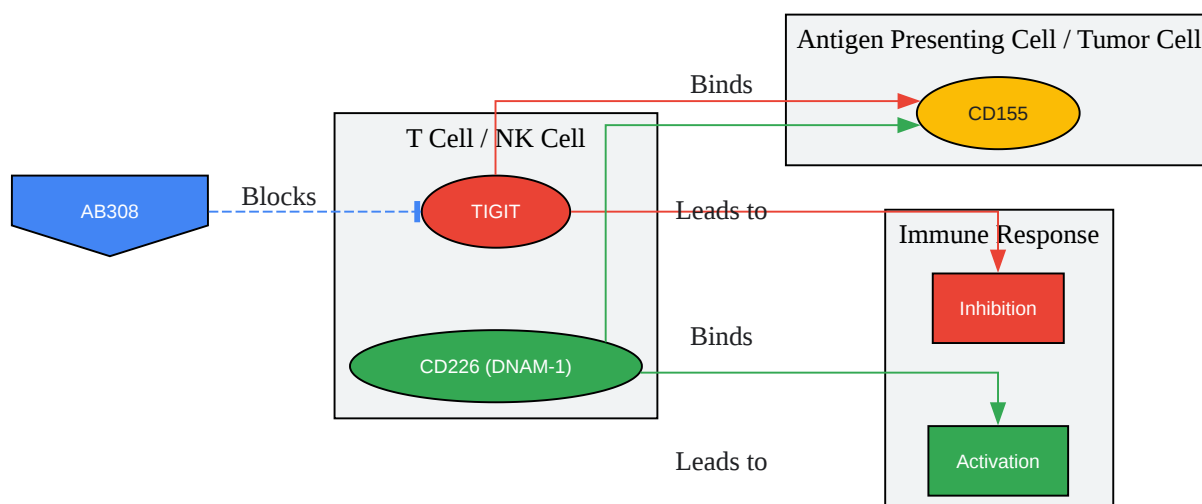 Antigen Presenting Cell / Tumor Cell
Binds
CD155
T Cell / NK Cell
Blocks
AB308
TIGIT
Leads to
Immune Response
Inhibition
Binds
CD226 (DNAM-1)
Leads to
Activation